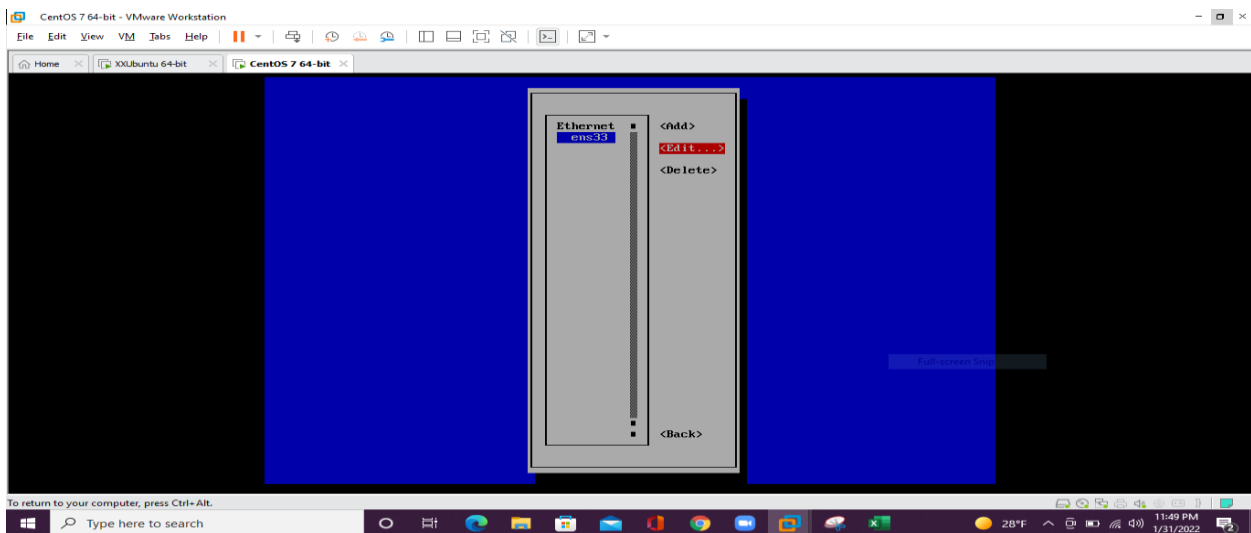 CentOS 7 64-bit - VMware Workstation
File Edit View VM Tabs Help
Home XXUbuntu 64-bit CentOS 7 64-bit
Ethernet
ens33
<Add>
<Edit...>
<Delete>
<Back>
Full-screen Snip
To return to your computer, press Ctrl+Alt.
Type here to search
28°F
11:49 PM
1/31/2022
2